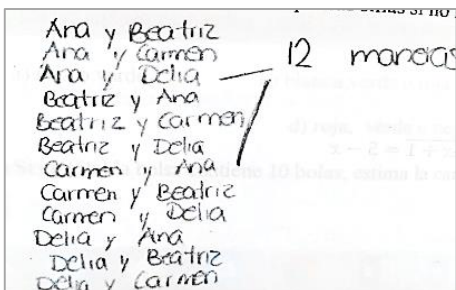 Ana y Beatriz
Ana y Carmen
Ana y Delia
Beatriz y Ana
Beatriz y Carmen
Beatriz y Delia
Carmen y Ana
Carmen y Beatriz
Carmen y Delia
Delia y Ana
Delia y Beatriz
Delia y Carmen
12 maneras